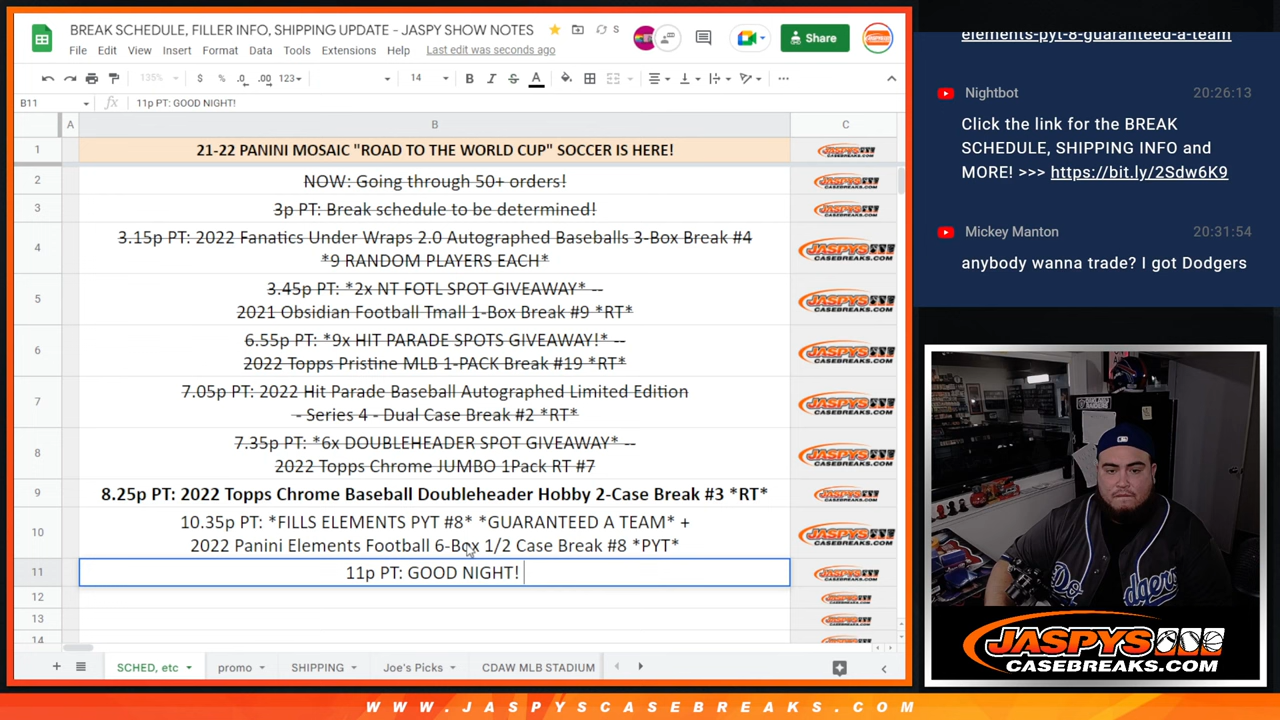 BREAK SCHEDULE, FILLER INFO, SHIPPING UPDATE - JASPY SHOW NOTES
File Edit View Format Data Tools Extensions Help Last edit was seconds ago
Share
135% $ % .0 .00 123 14 B I S A
B11 fx 11p PT: GOOD NIGHT!
A B C
1 21-22 PANINI MOSAIC "ROAD TO THE WORLD CUP" SOCCER IS HERE!
2 NOW: Going through 50+ orders!
3 3p PT: Break schedule to be determined!
4 3.15p PT: 2022 Fanatics Under Wraps 2.0 Autographed Baseballs 3-Box Break #4
*9 RANDOM PLAYERS EACH*
5 3.45p PT: *2x NT FOTL SPOT GIVEAWAY* --
2021 Obsidian Football Tmall 1-Box Break #9 *RT*
6 6.55p PT: *9x HIT PARADE SPOTS GIVEAWAY!* --
2022 Topps Pristine MLB 1-PACK Break #19 *RT*
7 7.05p PT: 2022 Hit Parade Baseball Autographed Limited Edition
- Series 4 - Dual Case Break #2 *RT*
8 7.35p PT: *6x DOUBLEHEADER SPOT GIVEAWAY* --
2022 Topps Chrome JUMBO 1Pack RT #7
9 8.25p PT: 2022 Topps Chrome Baseball Doubleheader Hobby 2-Case Break #3 *RT*
10 10.35p PT: *FILLS ELEMENTS PYT #8* *GUARANTEED A TEAM* +
2022 Panini Elements Football 6-Box 1/2 Case Break #8 *PYT*
11 11p PT: GOOD NIGHT!
12
13
14
SCHED, etc promo SHIPPING Joe's Picks CDAW MLB STADIUM
elements-pyt-8-guaranteed-a-team
Nightbot 20:26:13
Click the link for the BREAK
SCHEDULE, SHIPPING INFO and
MORE! >>> https://bit.ly/2Sdw6K9
Mickey Manton 20:31:54
anybody wanna trade? I got Dodgers
Dodgers
JASPYS
CASEBREAKS.COM
WWW.JASPYSCASEBREAKS.COM